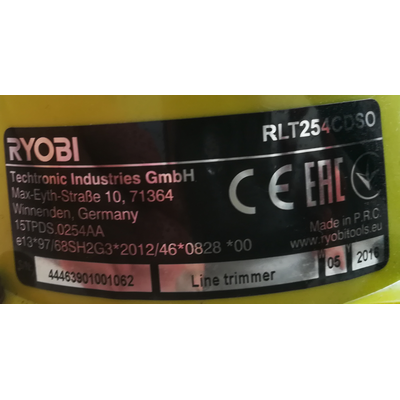 RYOBI
RLT254CDSO
Techtronic Industries GmbH
Max-Eyth-Straße 10, 71364
Winnenden, Germany
15TPDS,0254AA
e13*97/68SH2G3*2012/46*0828 *00
CE EAC
Made in P.R.C.
www.ryobitools.eu
44463901001062
Line trimmer
05
2016